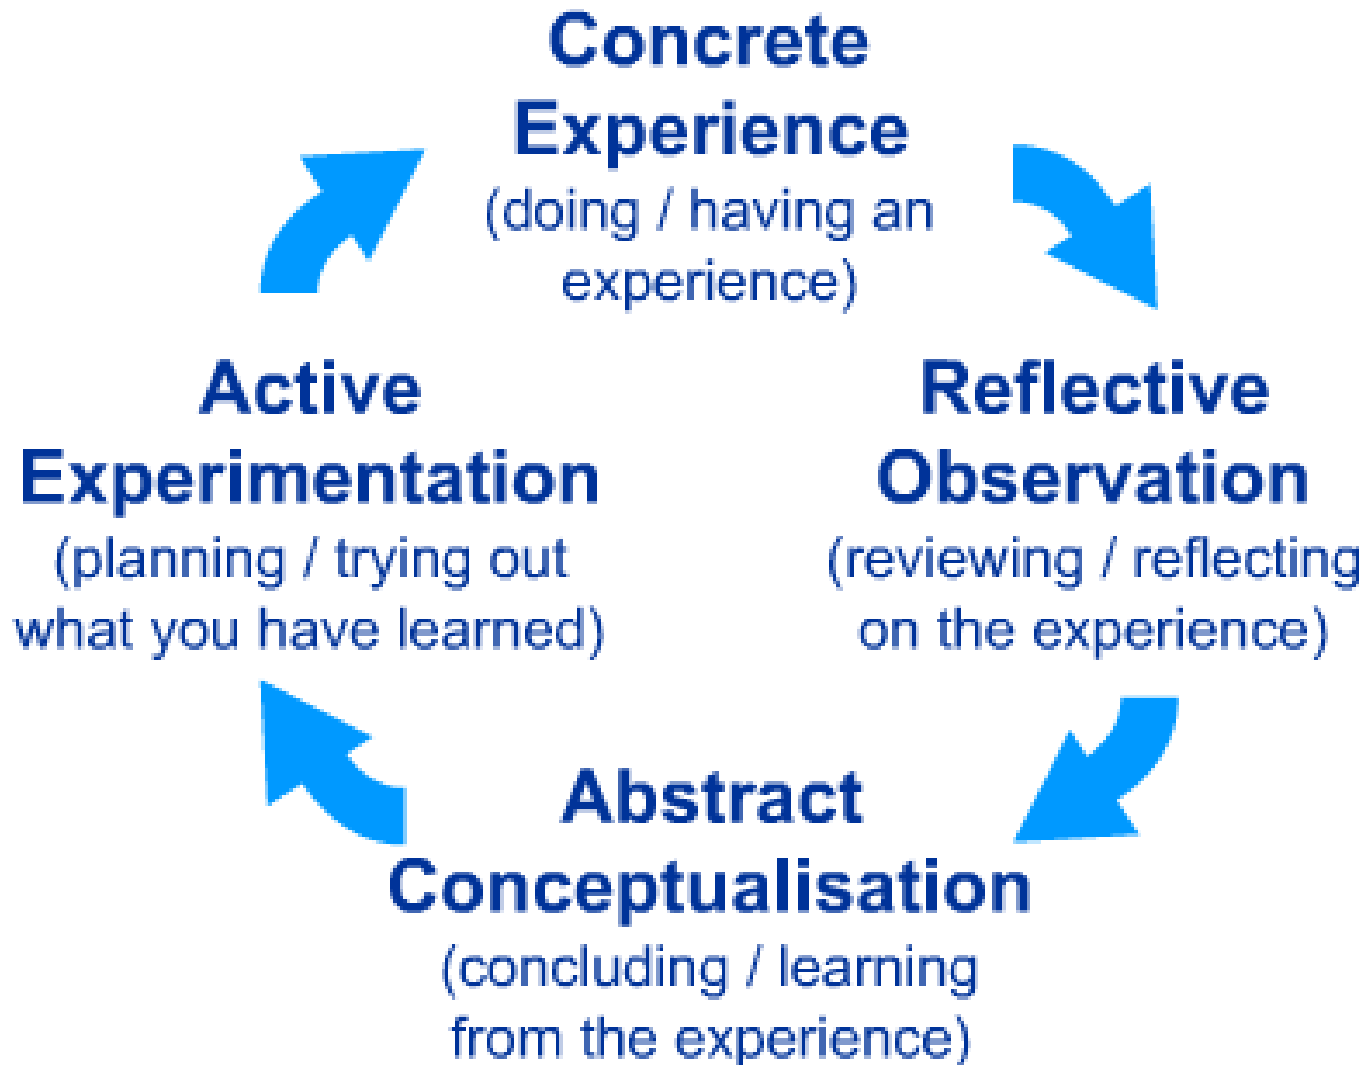 Concrete
Experience
(doing / having an
experience)
Reflective
Observation
(reviewing / reflecting
on the experience)
Abstract
Conceptualisation
(concluding / learning
from the experience)
Active
Experimentation
(planning / trying out
what you have learned)